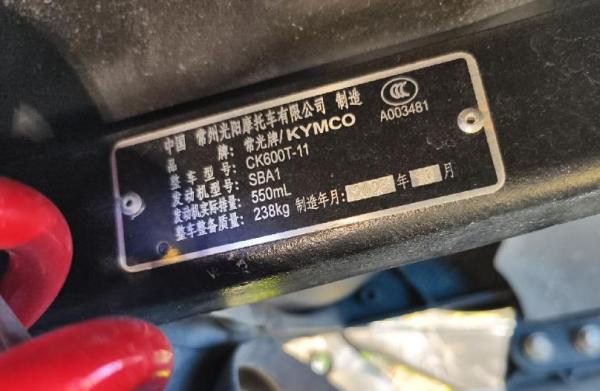 中国 常州光阳摩托车有限公司 制造
A003481
品牌:常光牌/KYMCO
整车型号:CK600T-11
发动机型号:SBA1
发动机实际排量:550mL
整车整备质量:238kg 制造年月: 年 月